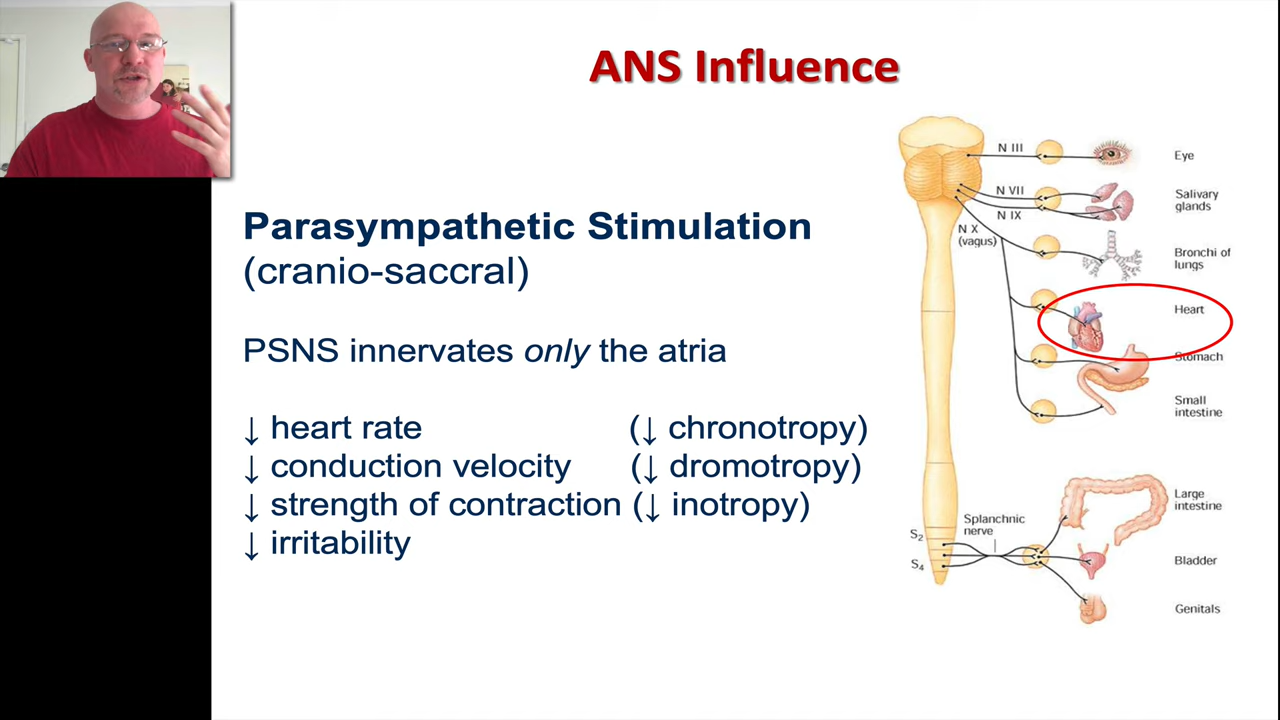 ANS Influence
Parasympathetic Stimulation
(cranio-saccral)
PSNS innervates only the atria
↓ heart rate (↓ chronotropy)
↓ conduction velocity (↓ dromotropy)
↓ strength of contraction (↓ inotropy)
↓ irritability
N III
Eye
N VII
Salivary
glands
N IX
N X
(vagus)
Bronchi of
lungs
Heart
Stomach
Small
intestine
Large
intestine
Splanchnic
nerve
S2
S4
Bladder
Genitals